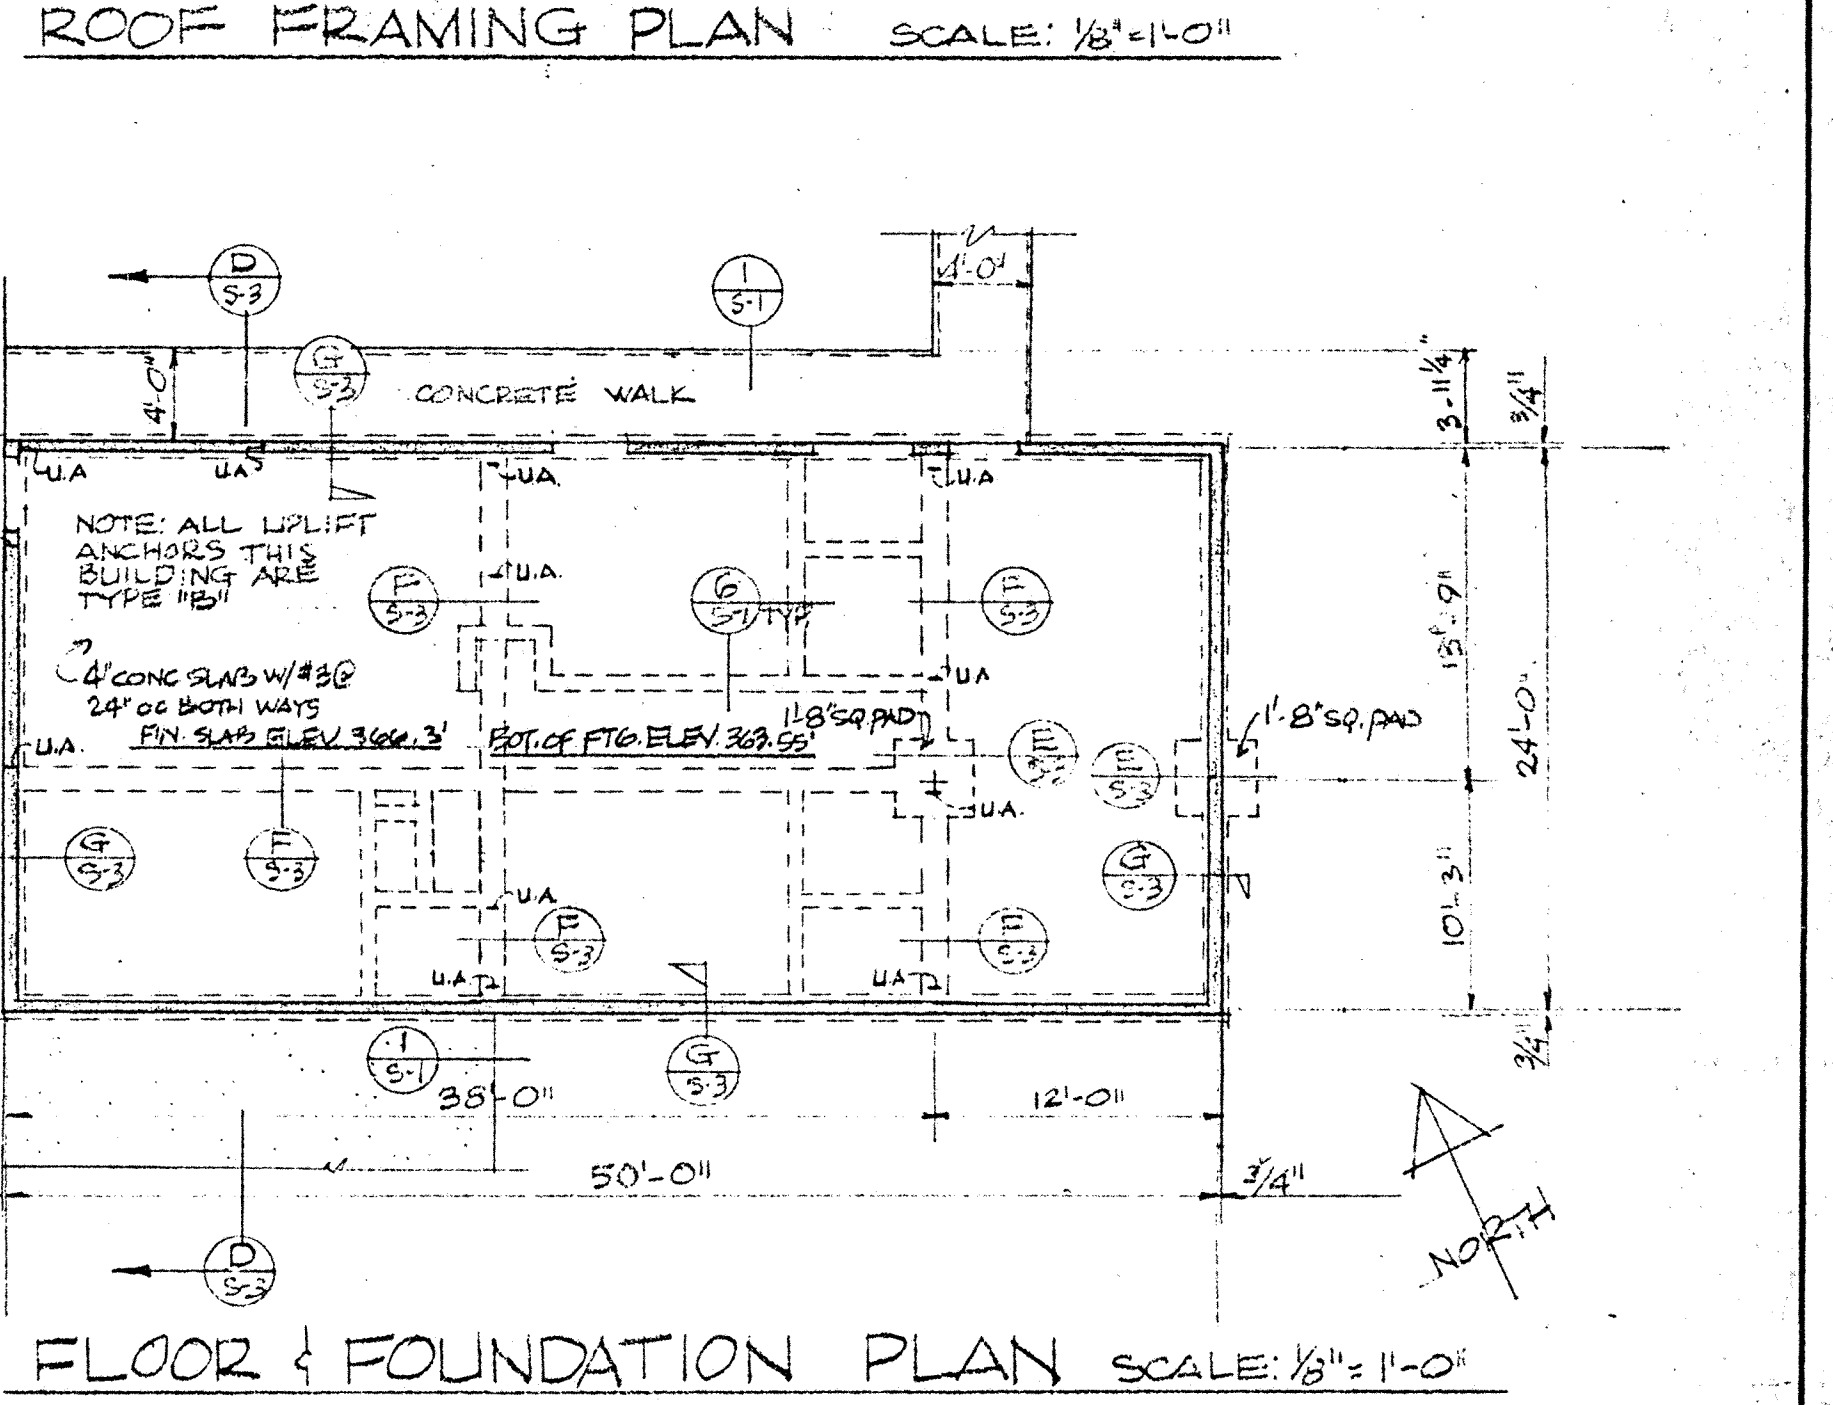 ROOF FRAMING PLAN SCALE: 1/8"=1'-0"
D
S-3
1
S-1
4'-0"
G
S-3
4'-0"
CONCRETE WALK
3'-11 1/4"
3/4"
U.A
U.A
U.A.
U.A
NOTE: ALL UPLIFT
ANCHORS THIS
BUILDING ARE
TYPE "B"
F
S-3
U.A.
6
S-1 TYP.
F
S-3
13'-9"
4" CONC SLAB W/#3@
24" OC BOTH WAYS
FIN. SLAB ELEV 366.3'
U.A
24'-0"
1'-8" SQ. PAD
1'-8" SQ. PAD
BOT. OF FTG. ELEV. 363.55'
U.A.
E
S-3
E
S-3
U.A.
G
S-3
F
S-3
G
S-3
10'-3"
U.A.
F
S-3
F
S-3
U.A.
U.A
1
S-1
G
S-3
3/4"
38'-0"
12'-0"
50'-0"
3/4"
NORTH
D
S-3
FLOOR & FOUNDATION PLAN SCALE: 1/8"=1'-0"